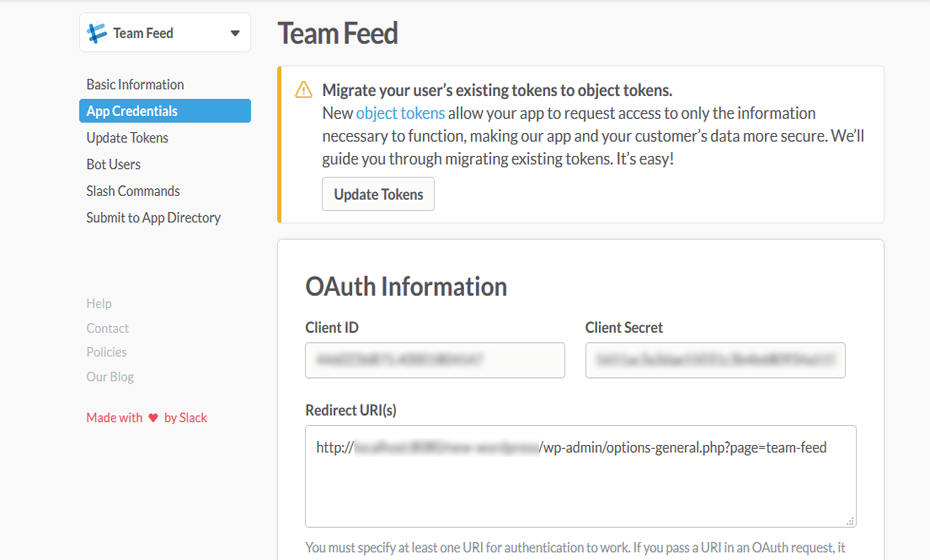 Team Feed
Basic Information
App Credentials
Update Tokens
Bot Users
Slash Commands
Submit to App Directory
Help
Contact
Policies
Our Blog
Made with ♥ by Slack
Team Feed
Migrate your user's existing tokens to object tokens.
New object tokens allow your app to request access to only the information
necessary to function, making our app and your customer's data more secure. We'll
guide you through migrating existing tokens. It's easy!
Update Tokens
OAuth Information
Client ID
Client Secret
Redirect URI(s)
http:// /wp-admin/options-general.php?page=team-feed
You must specify at least one URI for authentication to work. If you pass a URI in an OAuth request, it